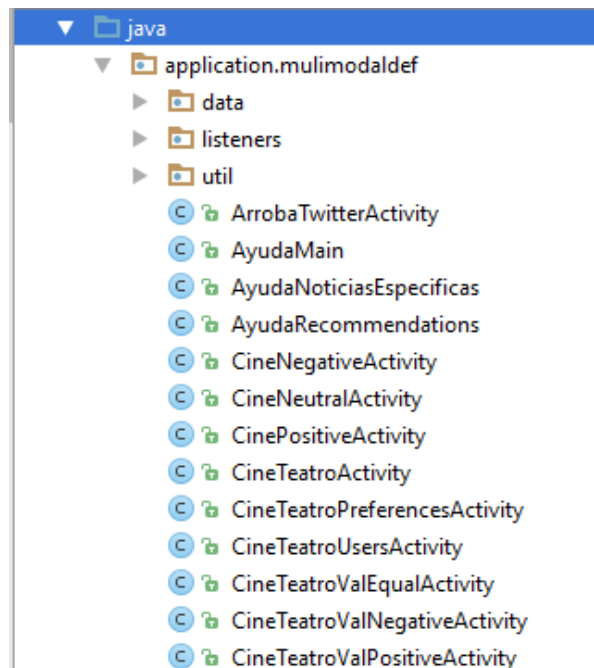 java
application.mulimodaldef
data
listeners
util
ArrobaTwitterActivity
AyudaMain
AyudaNoticiasEspecificas
AyudaRecommendations
CineNegativeActivity
CineNeutralActivity
CinePositiveActivity
CineTeatroActivity
CineTeatroPreferencesActivity
CineTeatroUsersActivity
CineTeatroValEqualActivity
CineTeatroValNegativeActivity
CineTeatroValPositiveActivity